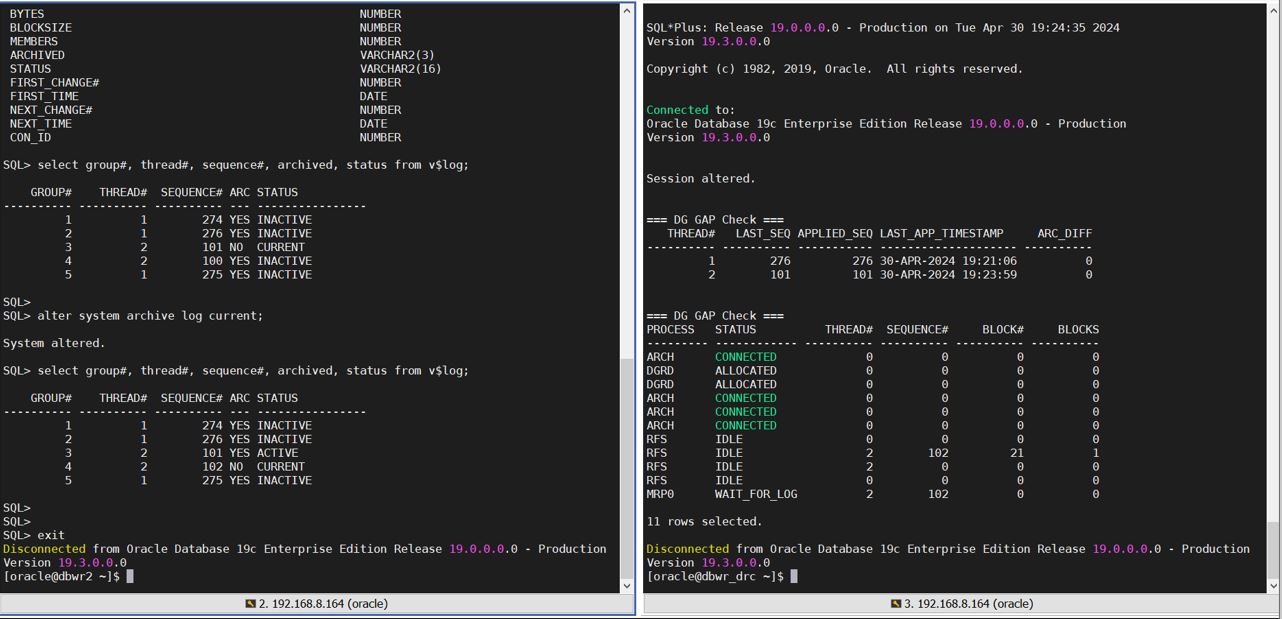 BYTES NUMBER
BLOCKSIZE NUMBER
MEMBERS NUMBER
ARCHIVED VARCHAR2(3)
STATUS VARCHAR2(16)
FIRST_CHANGE# NUMBER
FIRST_TIME DATE
NEXT_CHANGE# NUMBER
NEXT_TIME DATE
CON_ID NUMBER
SQL> select group#, thread#, sequence#, archived, status from v$log;
GROUP# THREAD# SEQUENCE# ARC STATUS
---------- ---------- ---------- --- ----------------
1 1 274 YES INACTIVE
2 1 276 YES INACTIVE
3 2 101 NO CURRENT
4 2 100 YES INACTIVE
5 1 275 YES INACTIVE
SQL>
SQL> alter system archive log current;
System altered.
SQL> select group#, thread#, sequence#, archived, status from v$log;
GROUP# THREAD# SEQUENCE# ARC STATUS
---------- ---------- ---------- --- ----------------
1 1 274 YES INACTIVE
2 1 276 YES INACTIVE
3 2 101 YES ACTIVE
4 2 102 NO CURRENT
5 1 275 YES INACTIVE
SQL>
SQL>
SQL> exit
Disconnected from Oracle Database 19c Enterprise Edition Release 19.0.0.0.0 - Production
Version 19.3.0.0.0
[oracle@dbwr2 ~]$
2. 192.168.8.164 (oracle)
SQL*Plus: Release 19.0.0.0.0 - Production on Tue Apr 30 19:24:35 2024
Version 19.3.0.0.0
Copyright (c) 1982, 2019, Oracle. All rights reserved.
Connected to:
Oracle Database 19c Enterprise Edition Release 19.0.0.0.0 - Production
Version 19.3.0.0.0
Session altered.
=== DG GAP Check ===
THREAD# LAST_SEQ APPLIED_SEQ LAST_APP_TIMESTAMP ARC_DIFF
---------- ---------- ----------- -------------------- ----------
1 276 276 30-APR-2024 19:21:06 0
2 101 101 30-APR-2024 19:23:59 0
=== DG GAP Check ===
PROCESS STATUS THREAD# SEQUENCE# BLOCK# BLOCKS
--------- ------------ ---------- ---------- ---------- ----------
ARCH CONNECTED 0 0 0 0
DGRD ALLOCATED 0 0 0 0
DGRD ALLOCATED 0 0 0 0
ARCH CONNECTED 0 0 0 0
ARCH CONNECTED 0 0 0 0
ARCH CONNECTED 0 0 0 0
RFS IDLE 0 0 0 0
RFS IDLE 2 102 21 1
RFS IDLE 2 0 0 0
RFS IDLE 0 0 0 0
MRP0 WAIT_FOR_LOG 2 102 0 0
11 rows selected.
Disconnected from Oracle Database 19c Enterprise Edition Release 19.0.0.0.0 - Production
Version 19.3.0.0.0
[oracle@dbwr_drc ~]$
3. 192.168.8.164 (oracle)